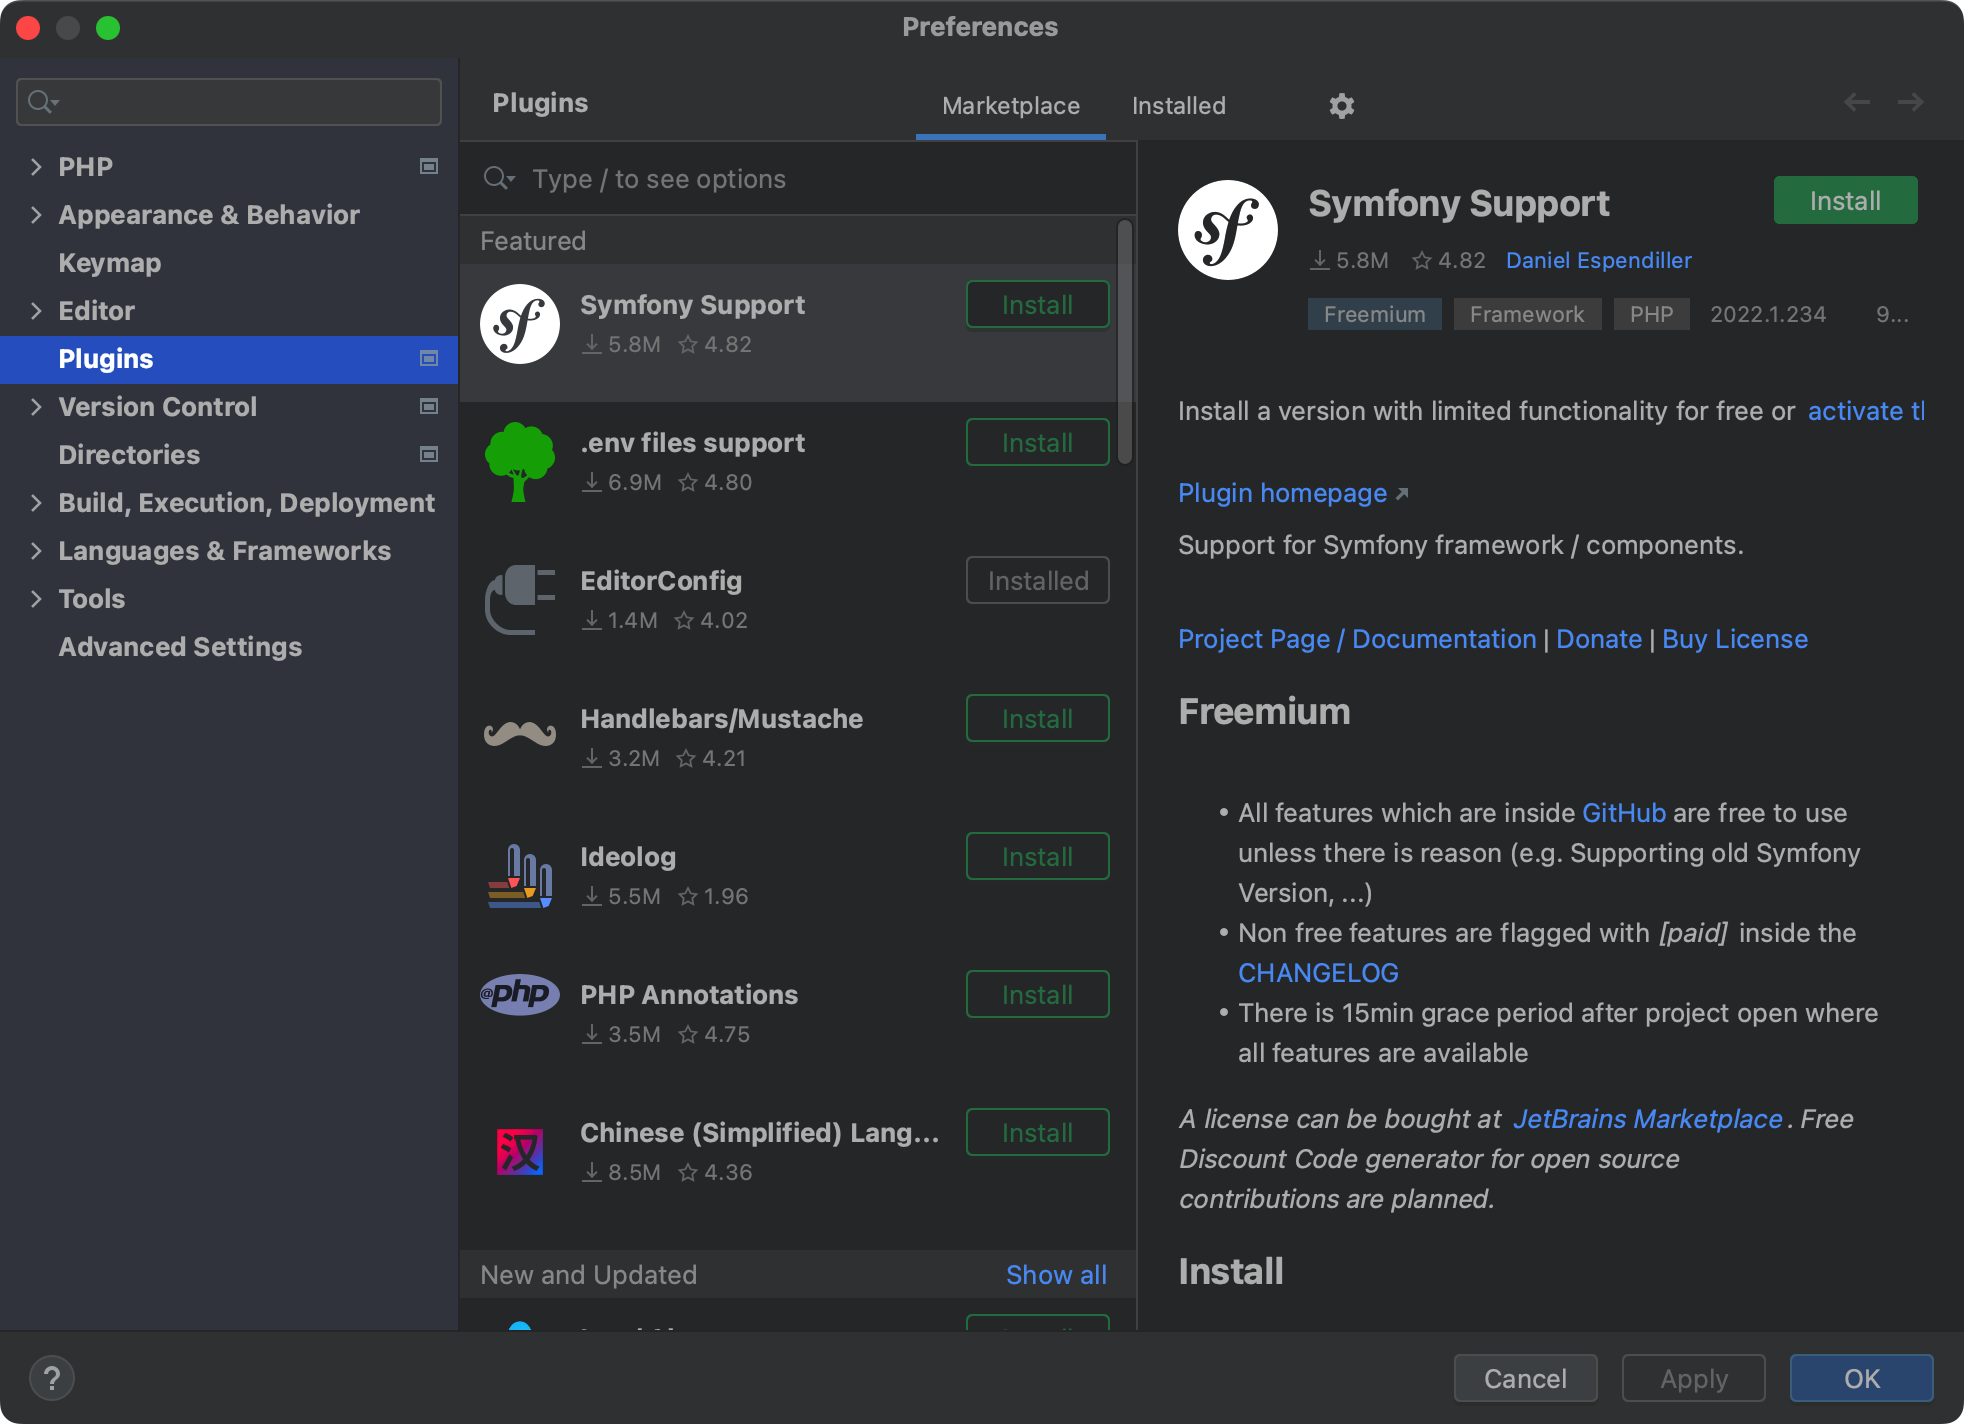 Preferences
PHP
Appearance & Behavior
Keymap
Editor
Plugins
Version Control
Directories
Build, Execution, Deployment
Languages & Frameworks
Tools
Advanced Settings
Plugins
Marketplace
Installed
Type / to see options
Featured
sf
Symfony Support
5.8M 4.82
Install
.env files support
6.9M 4.80
Install
EditorConfig
1.4M 4.02
Installed
Handlebars/Mustache
3.2M 4.21
Install
Ideolog
5.5M 1.96
Install
@php
PHP Annotations
3.5M 4.75
Install
汉
Chinese (Simplified) Lang...
8.5M 4.36
Install
New and Updated
Show all
sf
Symfony Support
Install
5.8M 4.82 Daniel Espendiller
Freemium Framework PHP 2022.1.234 9...
Install a version with limited functionality for free or activate
Plugin homepage
Support for Symfony framework / components.
Project Page / Documentation | Donate | Buy License
Freemium
• All features which are inside GitHub are free to use
unless there is reason (e.g. Supporting old Symfony
Version, ...)
• Non free features are flagged with [paid] inside the
CHANGELOG
• There is 15min grace period after project open where
all features are available
A license can be bought at JetBrains Marketplace. Free
Discount Code generator for open source
contributions are planned.
Install
?
Cancel
Apply
OK